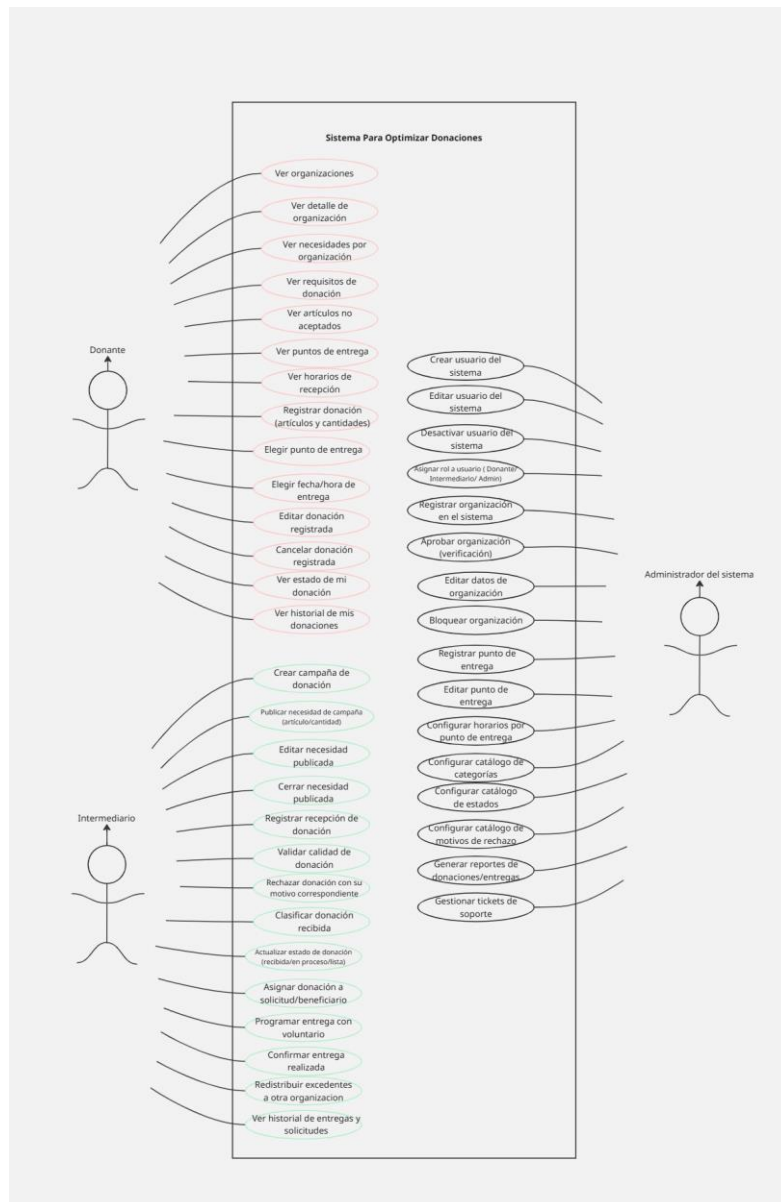 Sistema Para Optimizar Donaciones
Donante
Ver organizaciones
Ver detalle de
organización
Ver necesidades por
organización
Ver requisitos de
donación
Ver artículos no
aceptados
Ver puntos de entrega
Ver horarios de
recepción
Registrar donación
(artículos y cantidades)
Elegir punto de entrega
Elegir fecha/hora de
entrega
Editar donación
registrada
Cancelar donación
registrada
Ver estado de mi
donación
Ver historial de mis
donaciones
Intermediario
Crear campaña de
donación
Publicar necesidad de campaña
(artículo/cantidad)
Editar necesidad
publicada
Cerrar necesidad
publicada
Registrar recepción de
donación
Validar calidad de
donación
Rechazar donación con su
motivo correspondiente
Clasificar donación
recibida
Actualizar estado de donación
(recibida/en proceso/lista)
Asignar donación a
solicitud/beneficiario
Programar entrega con
voluntario
Confirmar entrega
realizada
Redistribuir excedentes
a otra organizacion
Ver historial de entregas y
solicitudes
Crear usuario del
sistema
Editar usuario del
sistema
Desactivar usuario del
sistema
Asignar rol a usuario ( Donante/
Intermediario/ Admin)
Registrar organización
en el sistema
Aprobar organización
(verificación)
Editar datos de
organización
Bloquear organización
Registrar punto de
entrega
Editar punto de
entrega
Configurar horarios por
punto de entrega
Configurar catálogo de
categorías
Configurar catálogo
de estados
Configurar catálogo de
motivos de rechazo
Generar reportes de
donaciones/entregas
Gestionar tickets de
soporte
Administrador del sistema